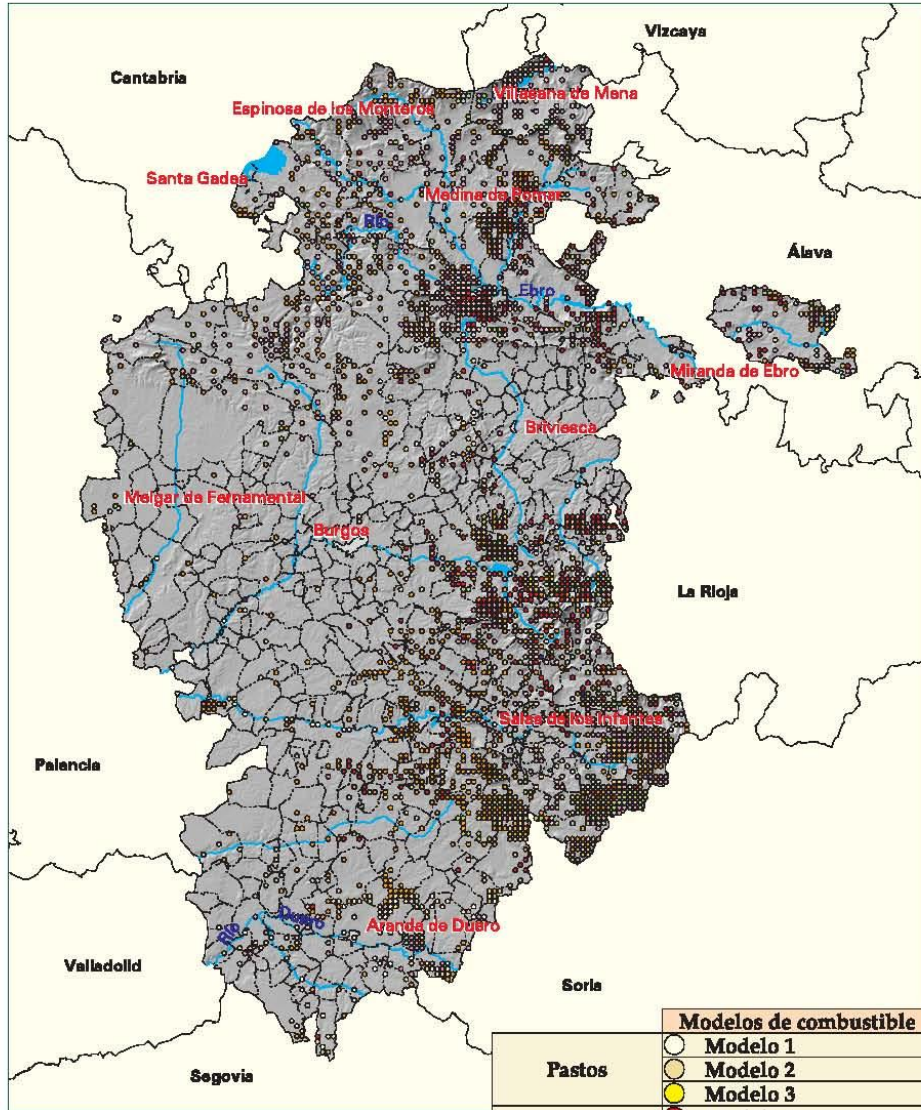 Vizcaya
Cantabria
Villasana de Mena
Espinosa de los Monteros
Santa Gadea
Medina de Pomar
Río
Álava
Ebro
Miranda de Ebro
Briviesca
Melgar de Fernamental
Burgos
La Rioja
Salas de los Infantes
Palencia
Río Duero
Aranda de Duero
Valladolid
Soria
Segovia
Modelos de combustible
Pastos
Modelo 1
Modelo 2
Modelo 3